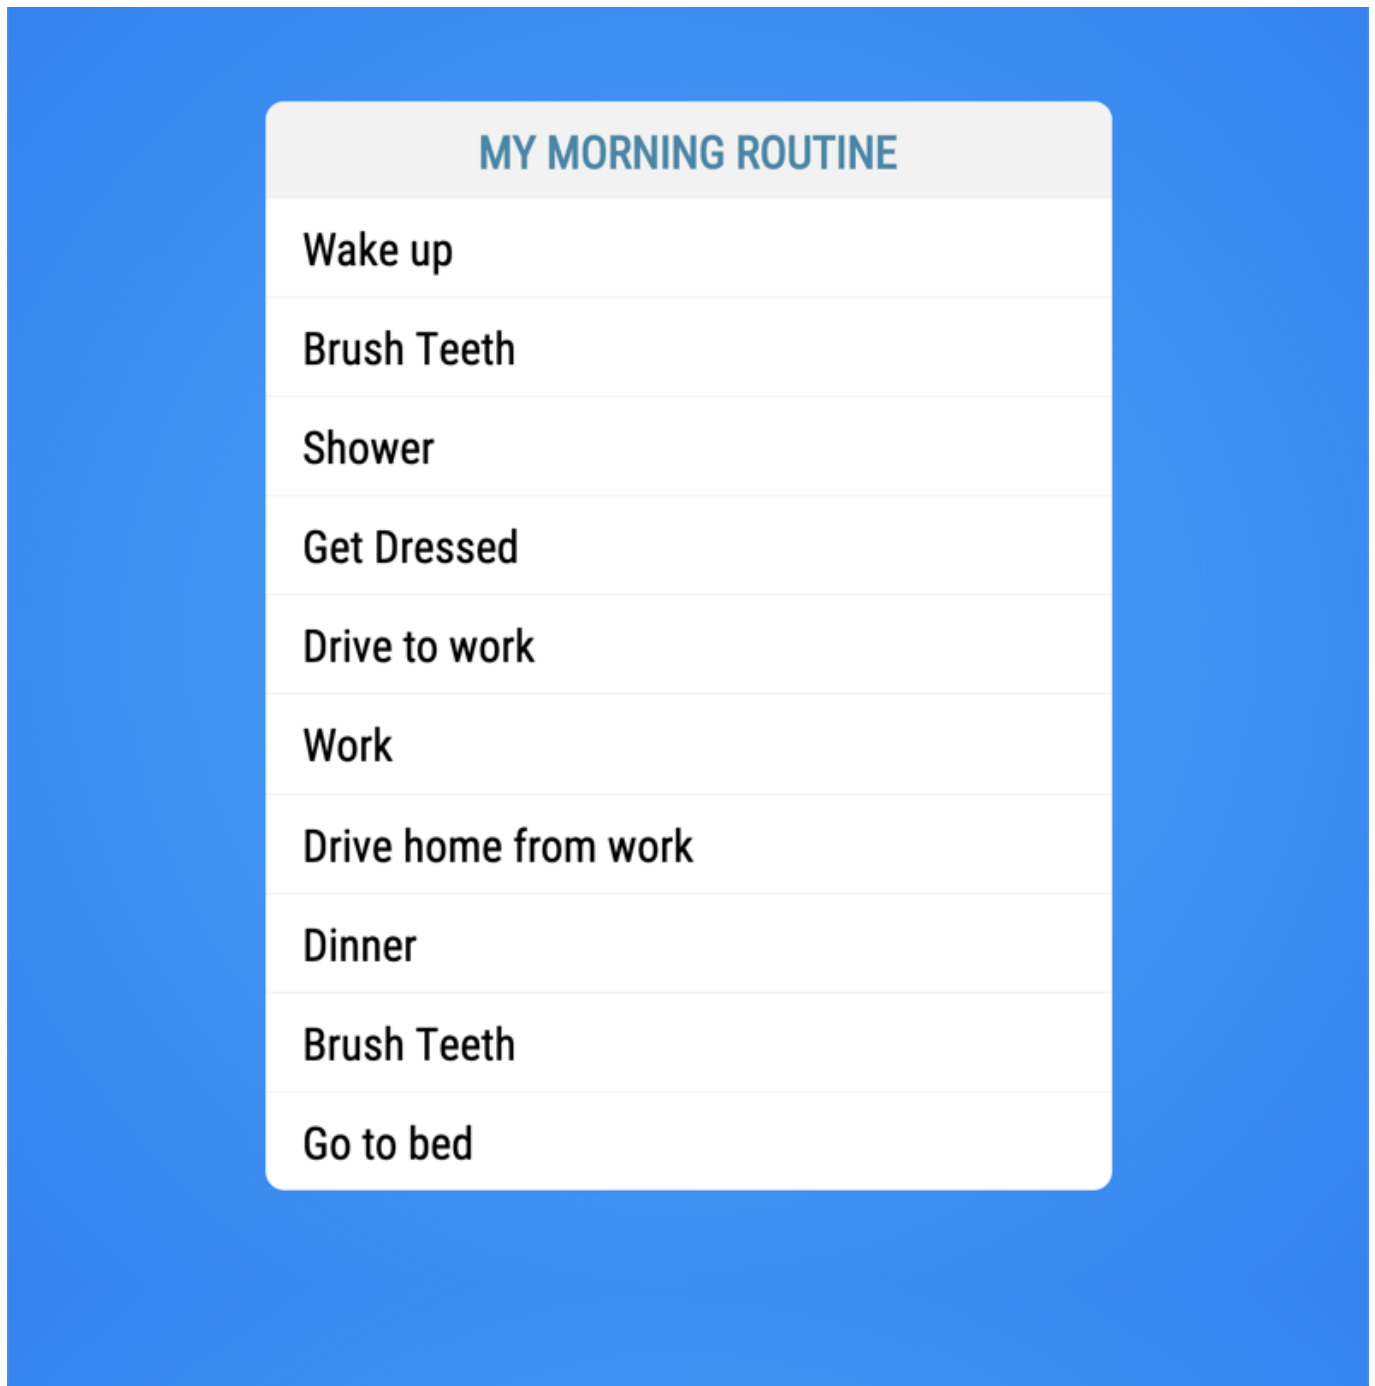 MY MORNING ROUTINE
Wake up
Brush Teeth
Shower
Get Dressed
Drive to work
Work
Drive home from work
Dinner
Brush Teeth
Go to bed